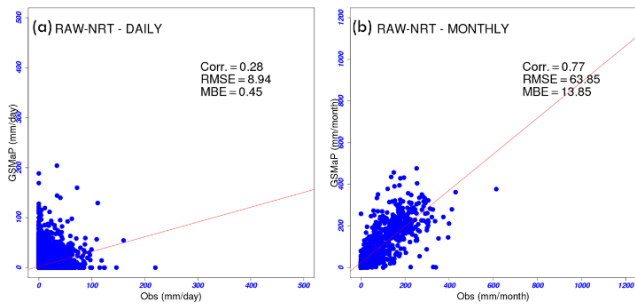 (a) RAW-NRT - DAILY
Corr. = 0.28
RMSE = 8.94
MBE = 0.45
GSMaP (mm/day)
500
400
300
200
100
0
0 100 200 300 400 500
Obs (mm/day)
(b) RAW-NRT - MONTHLY
Corr. = 0.77
RMSE = 63.85
MBE = 13.85
GSMaP (mm/month)
1200
1000
800
600
400
200
0
0 200 400 600 800 1000 1200
Obs (mm/month)